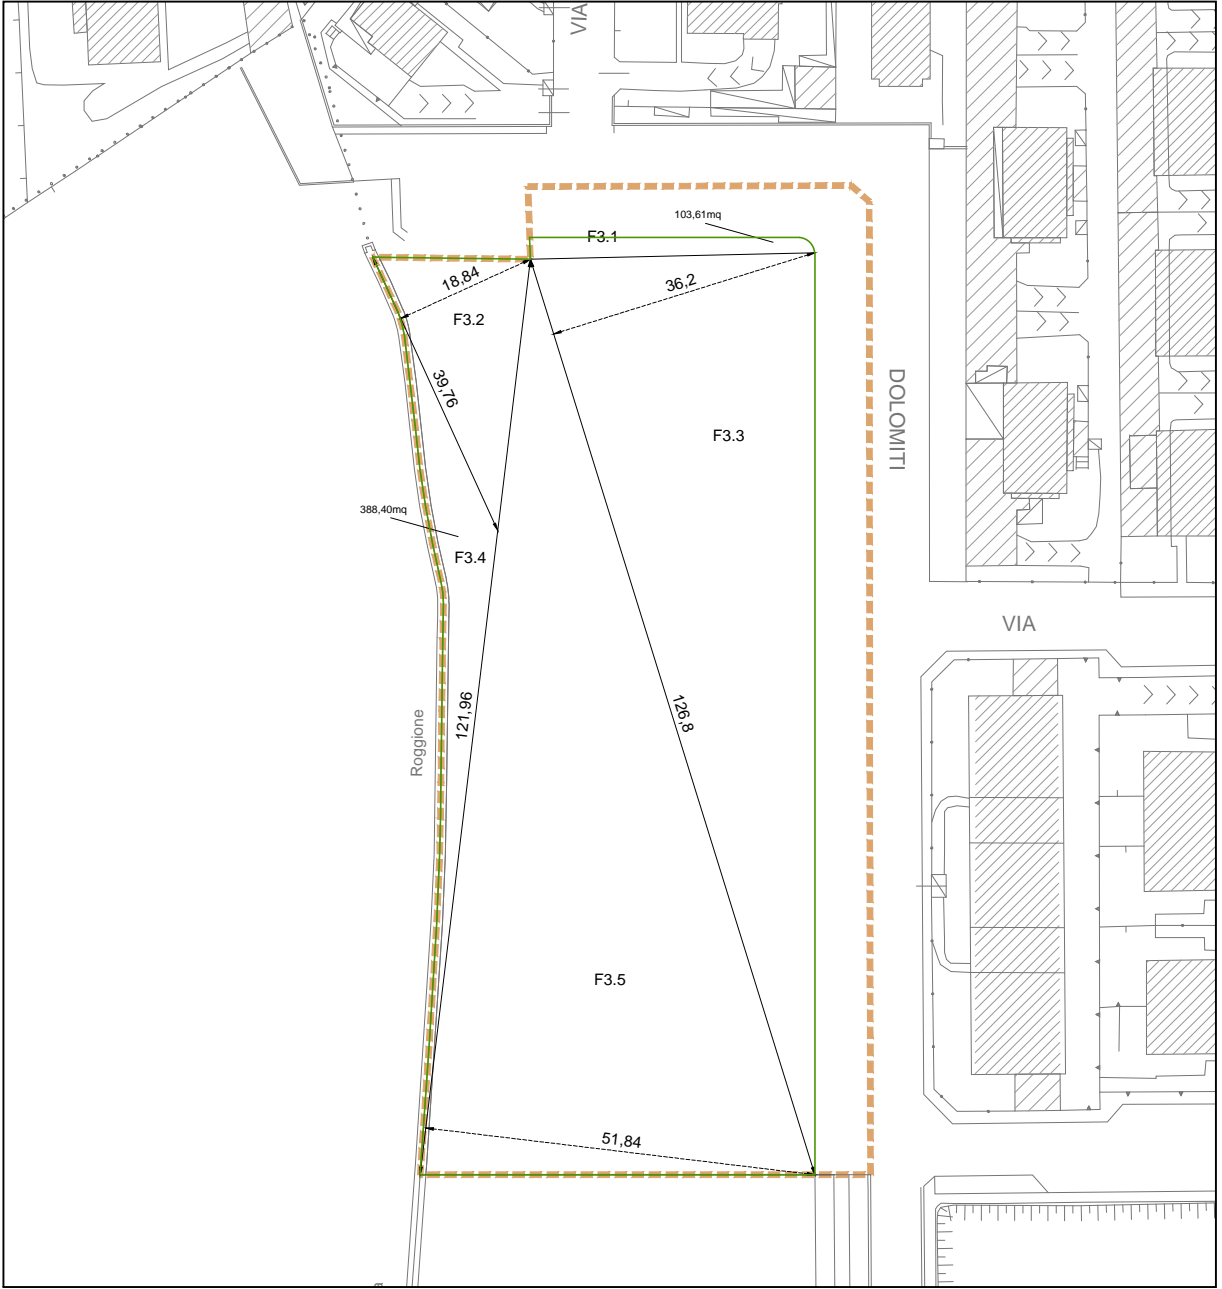 VIA
103,61mq
F3.1
18,84
36,2
F3.2
39,76
DOLOMITI
F3.3
388,40mq
F3.4
VIA
121,96
126,8
Roggione
F3.5
51,84